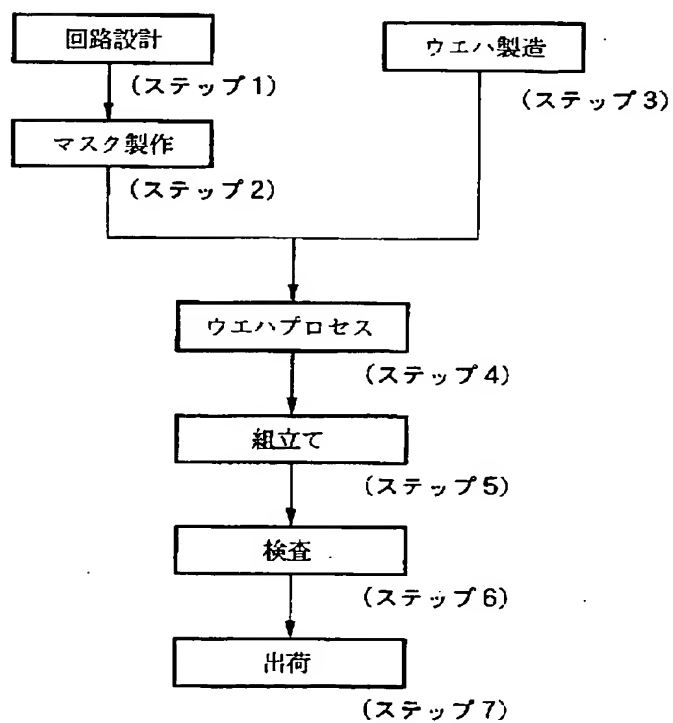 回路設計
(ステップ1)
マスク製作
(ステップ2)
ウエハ製造
(ステップ3)
ウエハプロセス
(ステップ4)
組立て
(ステップ5)
検査
(ステップ6)
出荷
(ステップ7)